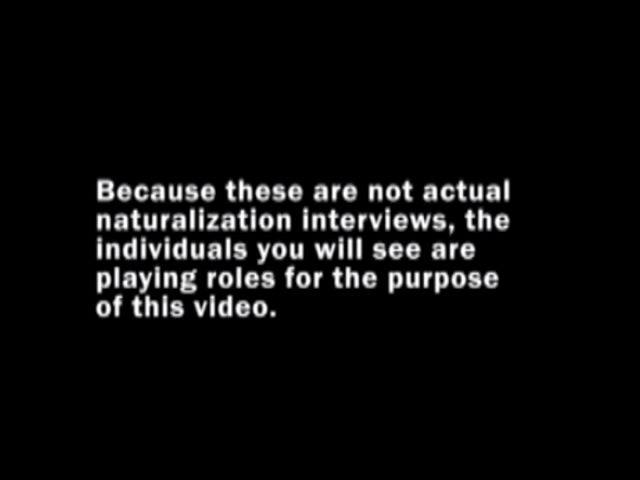 Because these are not actual
naturalization interviews, the
individuals you will see are
playing roles for the purpose
of this video.